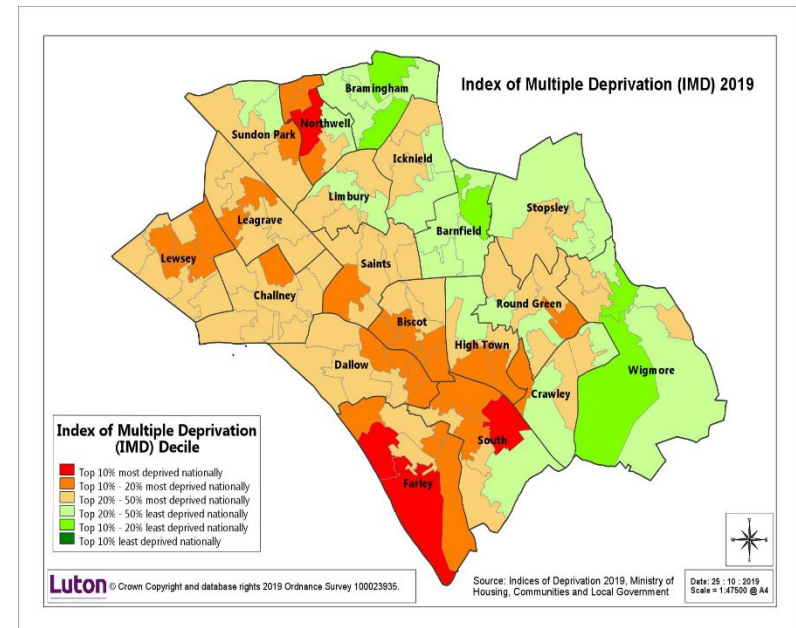 Index of Multiple Deprivation (IMD) 2019
Bramingham
Northwell
Sundon Park
Icknield
Limbury
Stopsley
Leagrave
Barnfield
Lewsey
Saints
Challney
Round Green
Biscot
High Town
Dallow
Wigmore
Crawley
South
Farley
Index of Multiple Deprivation
(IMD) Decile
Top 10% most deprived nationally
Top 10% - 20% most deprived nationally
Top 20% - 50% most deprived nationally
Top 20% - 50% least deprived nationally
Top 10% - 20% least deprived nationally
Top 10% least deprived nationally
Luton © Crown Copyright and database rights 2019 Ordnance Survey 100023935.
Source: Indices of Deprivation 2019, Ministry of
Housing, Communities and Local Government
Date: 25 : 10 : 2019
Scale = 1:47500 @ A4